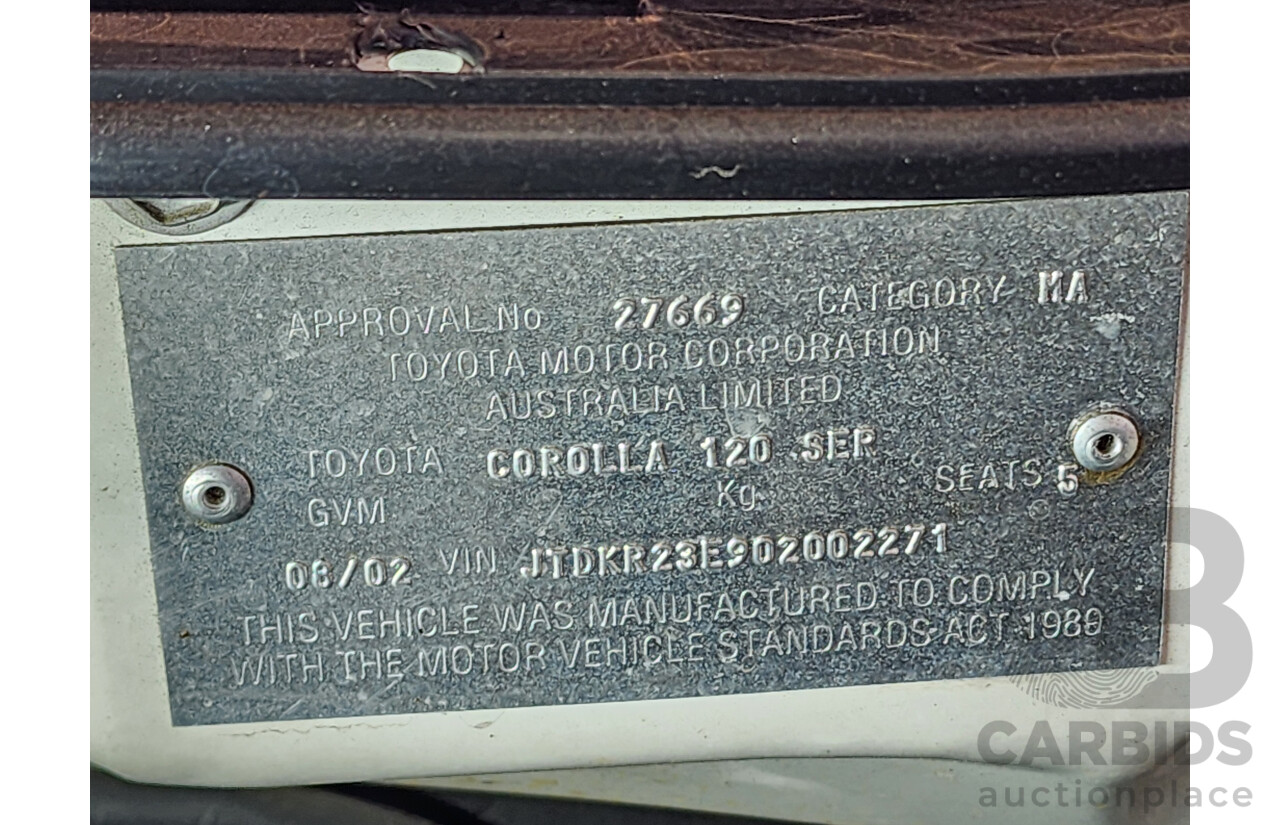 APPROVAL No 27669 CATEGORY MA
TOYOTA MOTOR CORPORATION
AUSTRALIA LIMITED
TOYOTA COROLLA 120 SER
GVM Kg SEATS 5
08/02 VIN JTDKR23E902002271
THIS VEHICLE WAS MANUFACTURED TO COMPLY
WITH THE MOTOR VEHICLE STANDARDS ACT 1989
B
CARBIDS
auctionplace